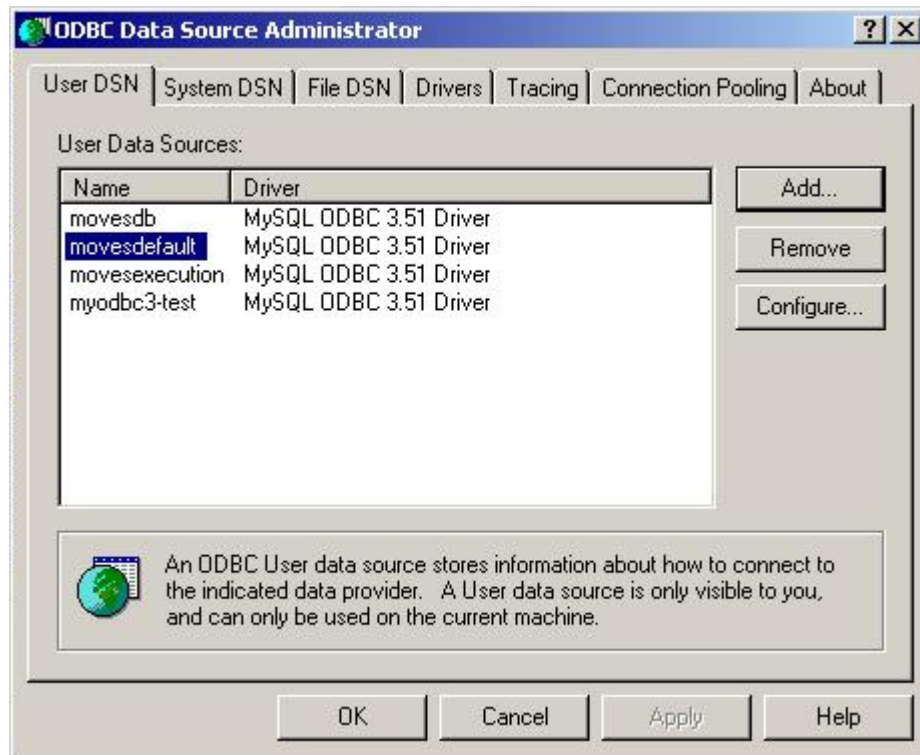 ODBC Data Source Administrator
User DSN System DSN File DSN Drivers Tracing Connection Pooling About
User Data Sources:
Name Driver
movesdb MySQL ODBC 3.51 Driver
movesdefault MySQL ODBC 3.51 Driver
movesexecution MySQL ODBC 3.51 Driver
myodbc3-test MySQL ODBC 3.51 Driver
Add...
Remove
Configure...
An ODBC User data source stores information about how to connect to
the indicated data provider. A User data source is only visible to you,
and can only be used on the current machine.
OK Cancel Apply Help